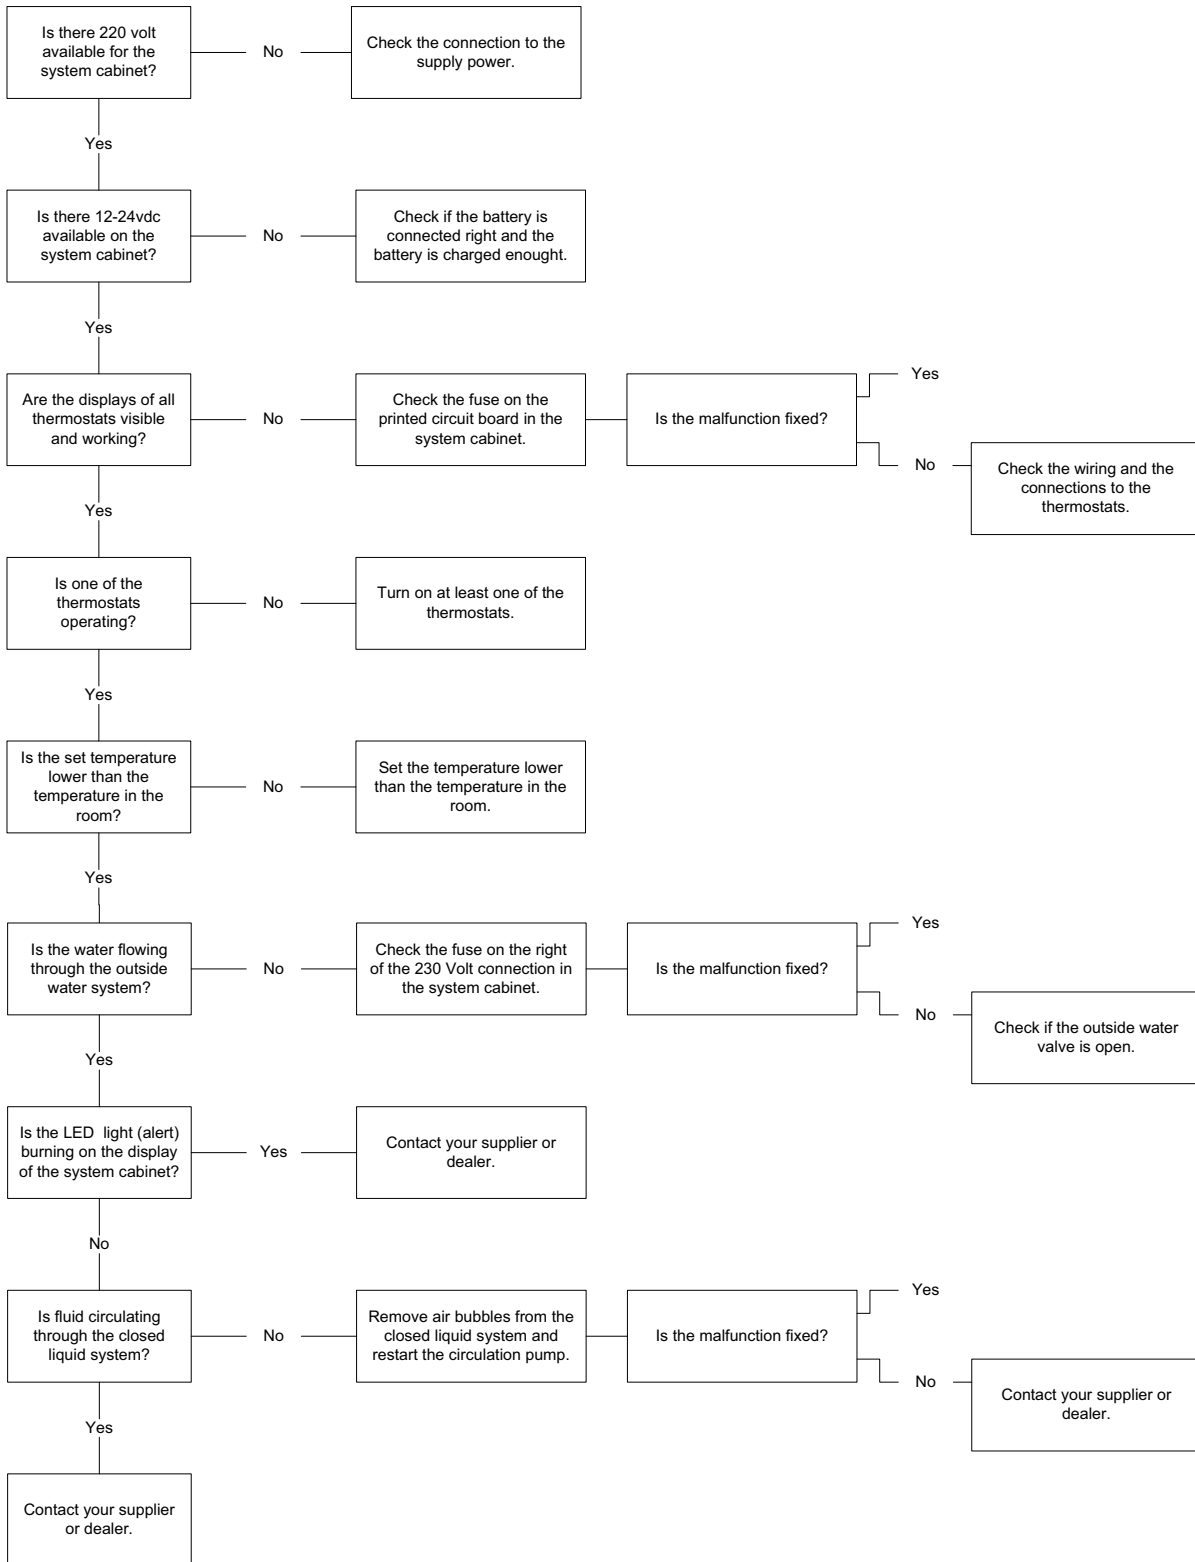 Is there 220 volt
available for the
system cabinet?
No
Check the connection to the
supply power.
Yes
Is there 12-24vdc
available on the
system cabinet?
No
Check if the battery is
connected right and the
battery is charged enought.
Yes
Are the displays of all
thermostats visible
and working?
No
Check the fuse on the
printed circuit board in the
system cabinet.
Is the malfunction fixed?
Yes
No
Check the wiring and the
connections to the
thermostats.
Yes
Is one of the
thermostats
operating?
No
Turn on at least one of the
thermostats.
Yes
Is the set temperature
lower than the
temperature in the
room?
No
Set the temperature lower
than the temperature in the
room.
Yes
Is the water flowing
through the outside
water system?
No
Check the fuse on the right
of the 230 Volt connection in
the system cabinet.
Is the malfunction fixed?
Yes
No
Check if the outside water
valve is open.
Yes
Is the LED light (alert)
burning on the display
of the system cabinet?
Yes
Contact your supplier or
dealer.
No
Is fluid circulating
through the closed
liquid system?
No
Remove air bubbles from the
closed liquid system and
restart the circulation pump.
Is the malfunction fixed?
Yes
No
Contact your supplier or
dealer.
Yes
Contact your supplier
or dealer.